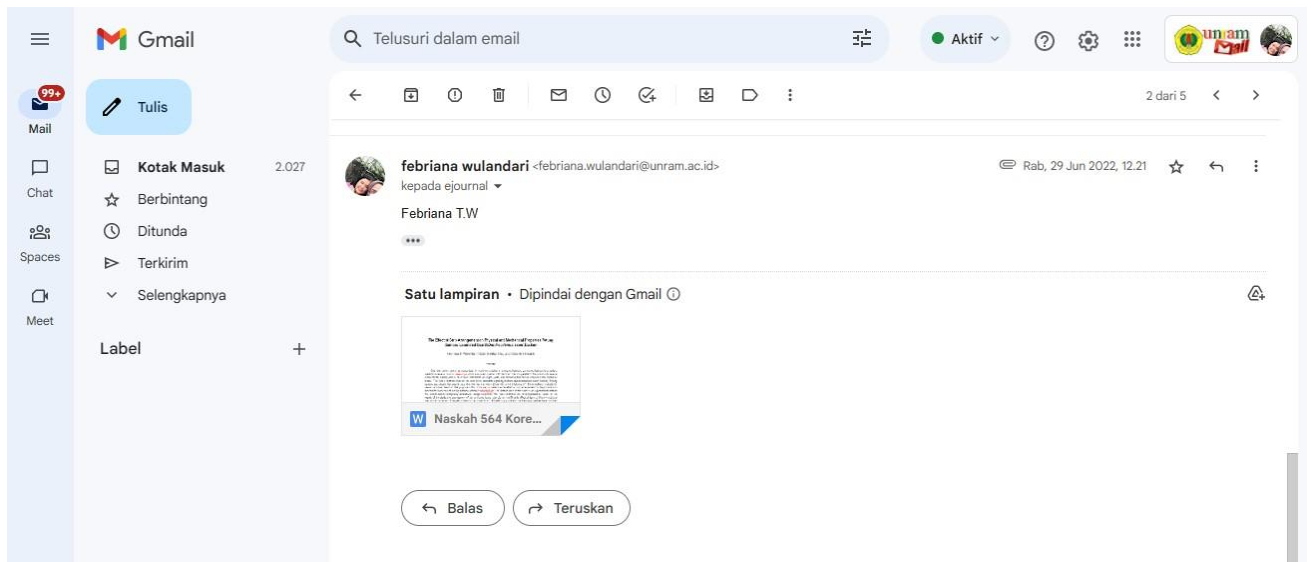 Gmail
Telusuri dalam email
Aktif
unram
Mail
99+
Mail
Chat
Spaces
Meet
Tulis
Kotak Masuk 2.027
Berbintang
Ditunda
Terkirim
Selengkapnya
Label
2 dari 5
febriana wulandari <febriana.wulandari@unram.ac.id>
Rab, 29 Jun 2022, 12.21
kepada ejournal
Febriana T.W
Satu lampiran • Dipindai dengan Gmail
W Naskah 564 Kore...
Balas
Teruskan